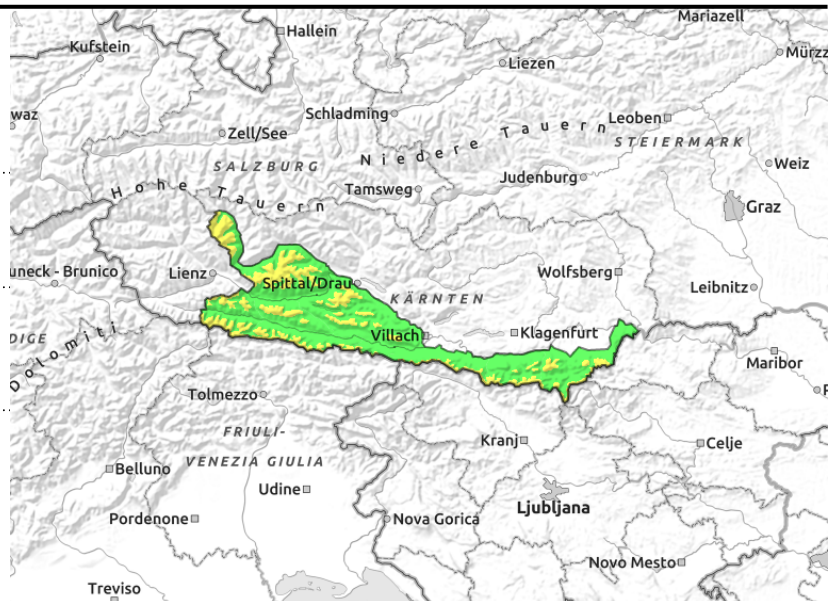 Mariazell
Hallein
Kufstein
Mürzz
Liezen
waz
Schladming
Leoben
Zell/See
Niedere Tauern
STEIERMARK
SALZBURG
Weiz
Hohe Tauern
Tamsweg
Judenburg
Graz
uneck - Brunico
Lienz
Wolfsberg
Spittal/Drau
Leibnitz
KÄRNTEN
DIGE
Villach
Klagenfurt
Dolomiti
Maribor
Tolmezzo
P
FRIULI-
VENEZIA GIULIA
Kranj
Celje
Belluno
Udine
Ljubljana
Pordenone
Nova Gorica
Novo Mesto
Treviso